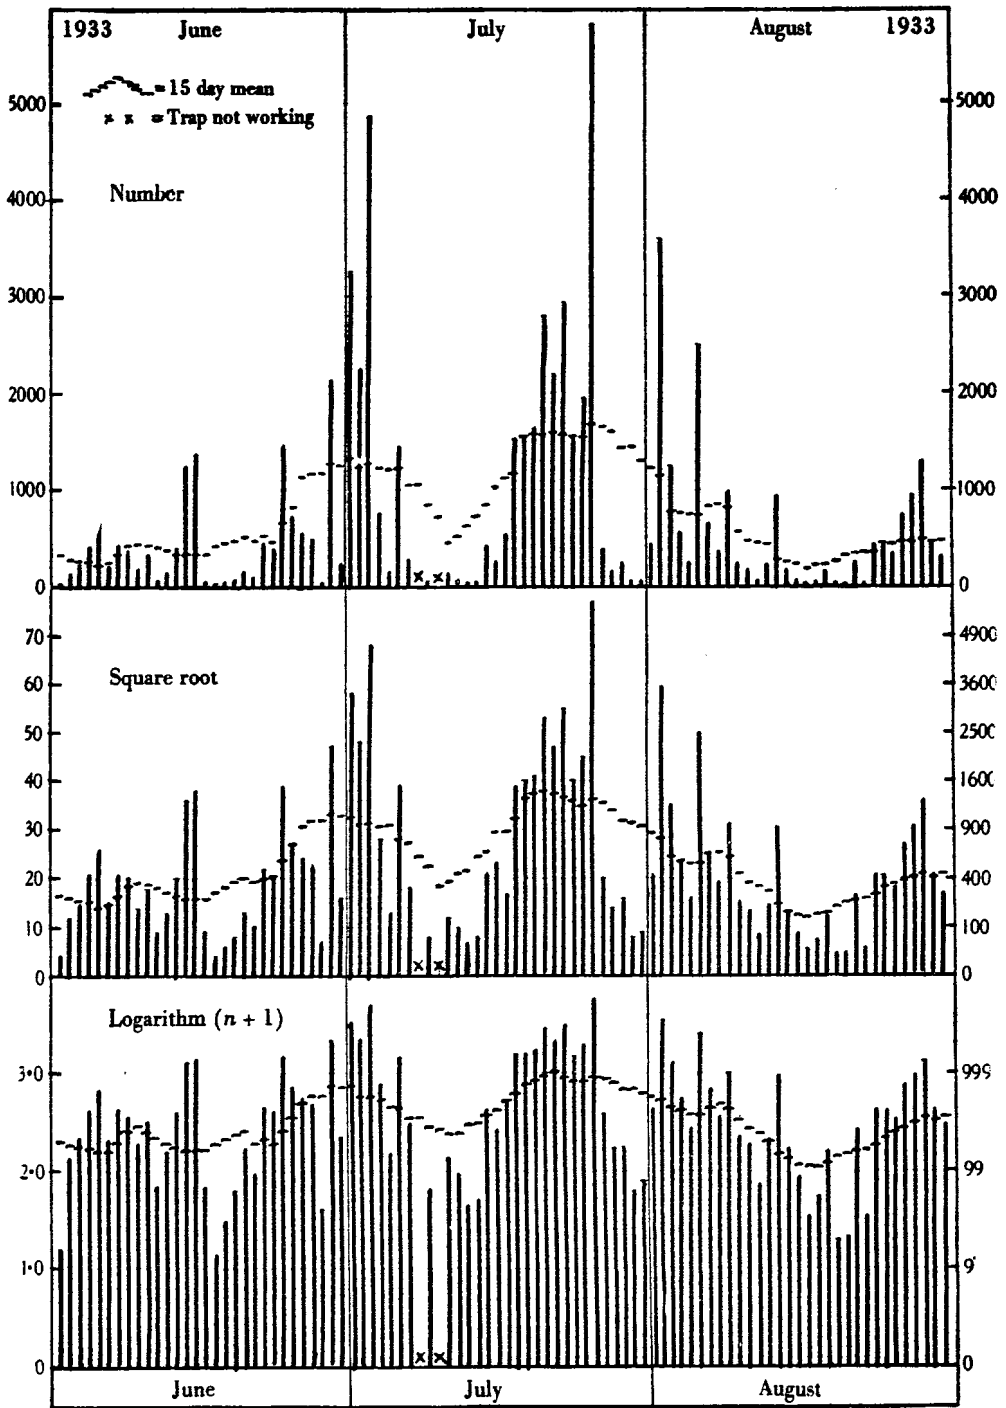 1933 June July August 1933
= 15 day mean
x x = Trap not working
Number
5000 5000
4000 4000
3000 3000
2000 2000
1000 1000
0 0
Square root
70 4900
60 3600
50 2500
40 1600
30 900
20 400
10 100
0 0
Logarithm (n + 1)
3·0 999
2·0 99
1·0 9
0 0
June July August